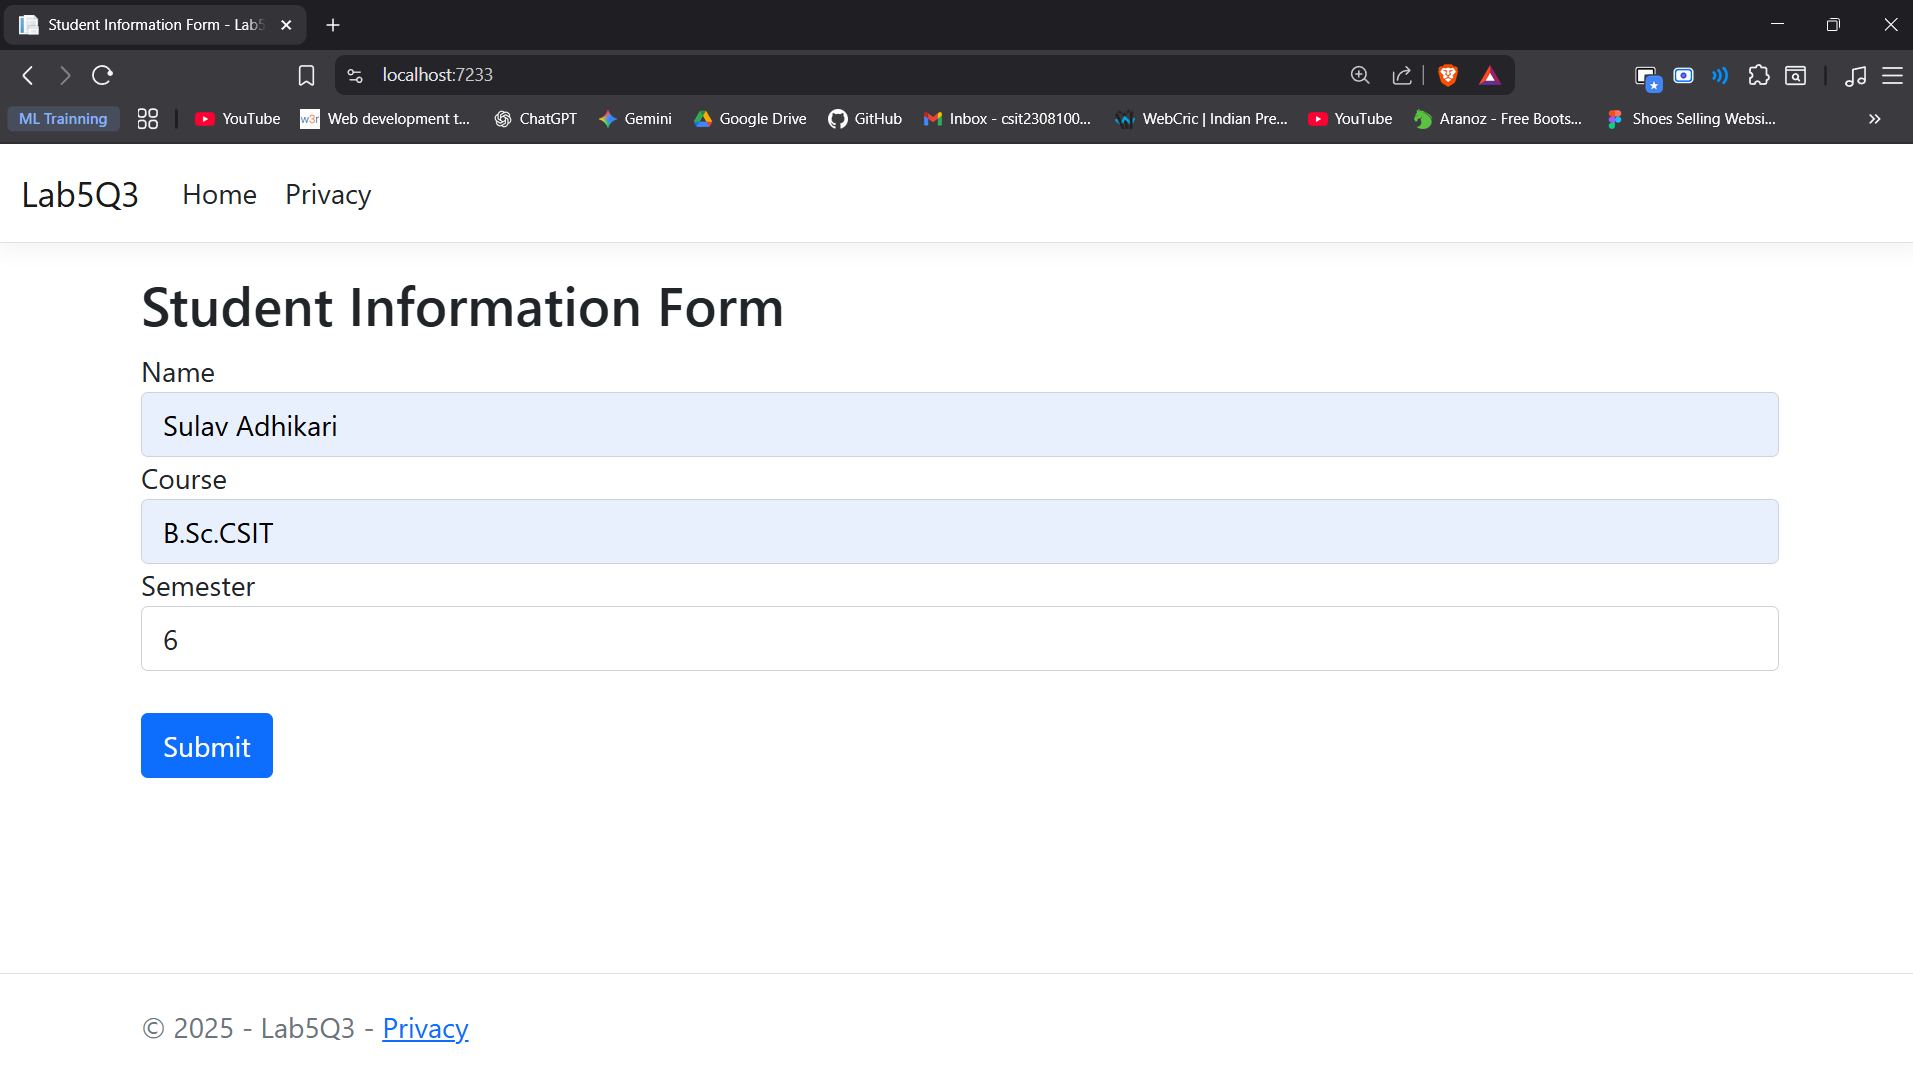 Student Information Form - Lab5
localhost:7233
ML Trainning YouTube w3r Web development t... ChatGPT Gemini Google Drive GitHub Inbox - csit2308100... WebCric | Indian Pre... YouTube Aranoz - Free Boots... Shoes Selling Websi...
Lab5Q3 Home Privacy
Student Information Form
Name
Sulav Adhikari
Course
B.Sc.CSIT
Semester
6
Submit
© 2025 - Lab5Q3 - Privacy